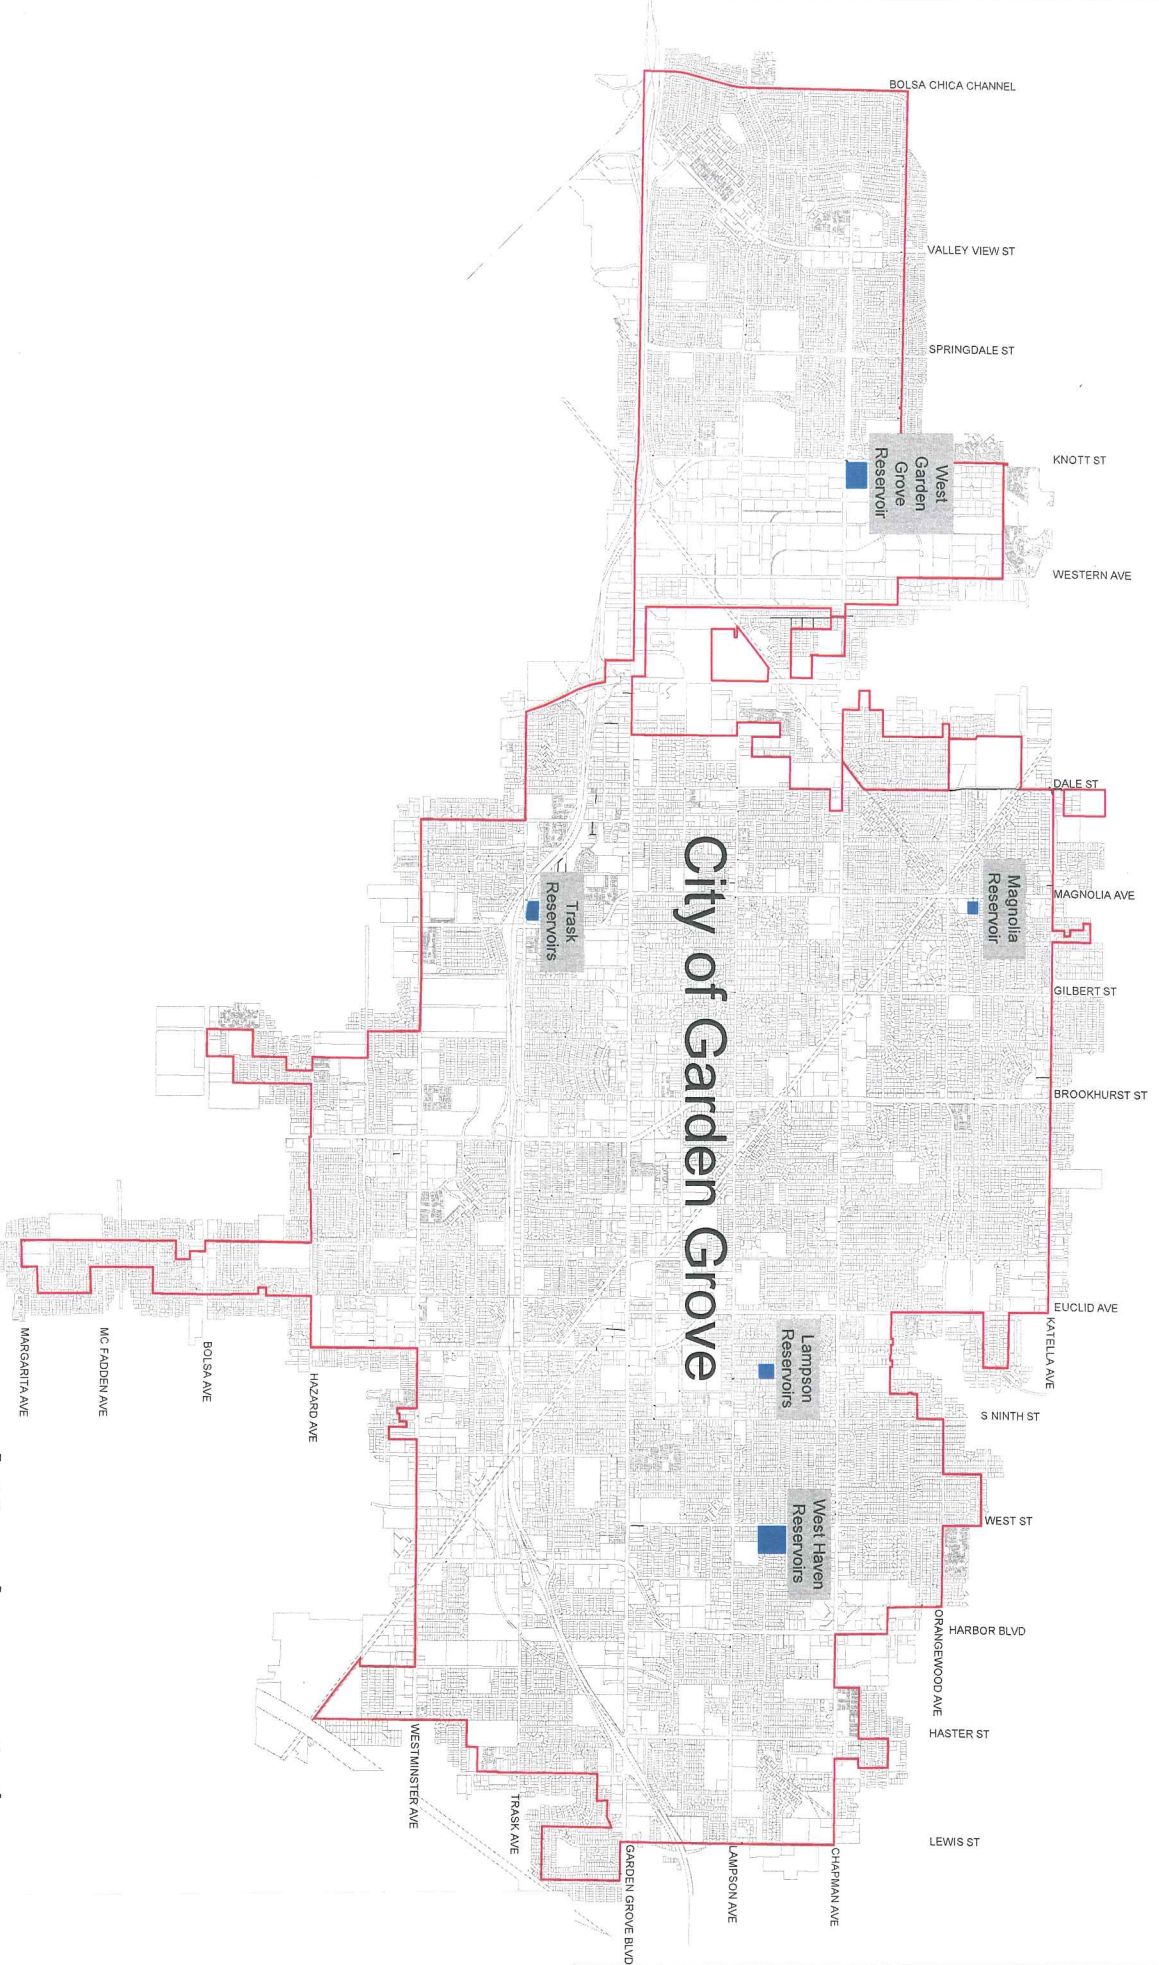 BOLSA CHICA CHANNEL
VALLEY VIEW ST
SPRINGDALE ST
KNOTT ST
WESTERN AVE
DALE ST
MAGNOLIA AVE
GILBERT ST
BROOKHURST ST
EUCLID AVE
KATELLA AVE
S NINTH ST
WEST ST
ORANGEWOOD AVE
HARBOR BLVD
HASTER ST
LEWIS ST
CHAPMAN AVE
LAMPSON AVE
GARDEN GROVE BLVD
TRASK AVE
WESTMINSTER AVE
HAZARD AVE
BOLSA AVE
MC FADDEN AVE
MARGARITA AVE
West
Garden
Grove
Reservoir
Magnolia
Reservoir
Trask
Reservoirs
City of Garden Grove
Lampson
Reservoirs
West Haven
Reservoirs